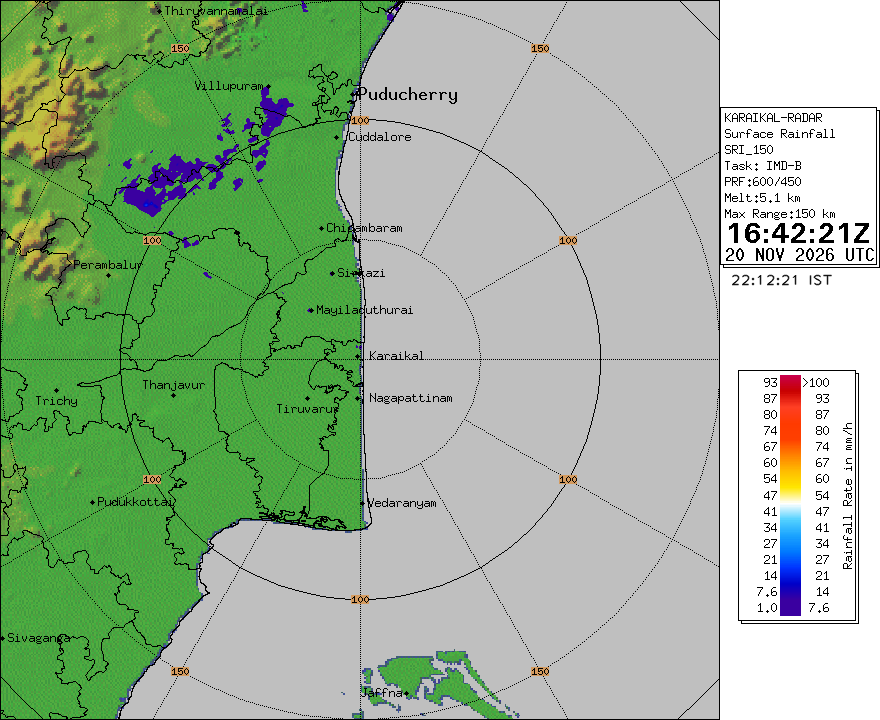 Thiruvannamalai
150
150
Villupuram
Puducherry
100
Cuddalore
Chidambaram
100
100
Perambalur
Sirkazi
Mayiladuthurai
Karaikal
Thanjavur
Trichy
Tiruvarur
Nagapattinam
100
100
Pudukkottai
Vedaranyam
100
Sivaganga
150
150
Jaffna
KARAIKAL-RADAR
Surface Rainfall
SRI_150
Task: IMD-B
PRF:600/450
Melt:5.1 km
Max Range:150 km
16:42:21Z
20 NOV 2026 UTC
22:12:21 IST
93 >100
87 93
80 87
74 80
67 74
60 67
54 60
47 54
41 47
34 41
27 34
21 27
14 21
7.6 14
1.0 7.6
Rainfall Rate in mm/h